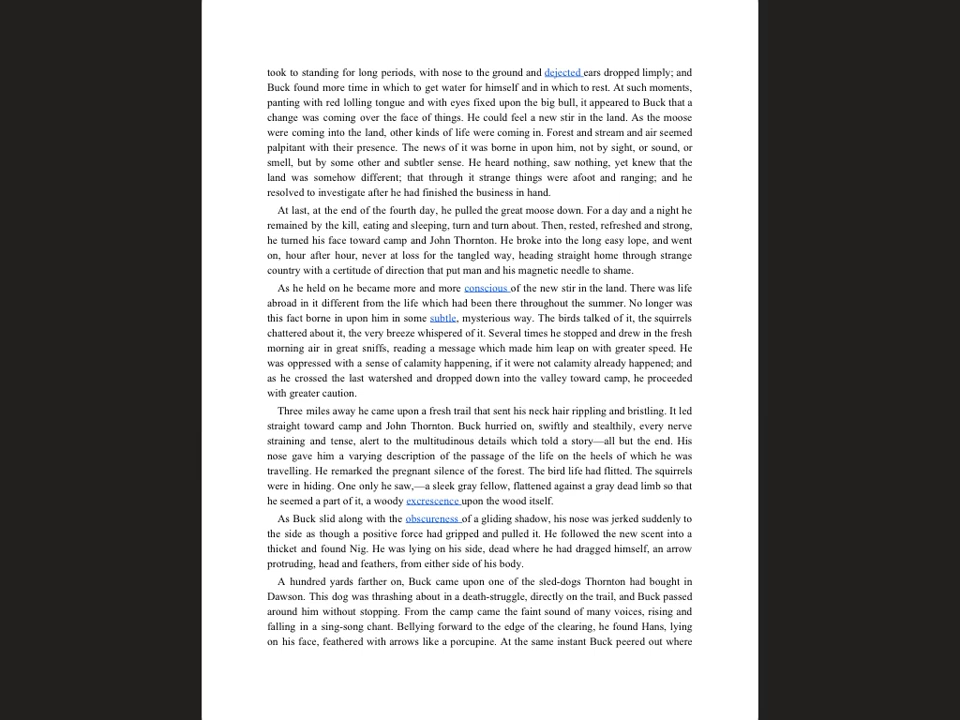 took to standing for long periods, with nose to the ground and dejected ears dropped limply; and
Buck found more time in which to get water for himself and in which to rest. At such moments,
panting with red lolling tongue and with eyes fixed upon the big bull, it appeared to Buck that a
change was coming over the face of things. He could feel a new stir in the land. As the moose
were coming into the land, other kinds of life were coming in. Forest and stream and air seemed
palpitant with their presence. The news of it was borne in upon him, not by sight, or sound, or
smell, but by some other and subtler sense. He heard nothing, saw nothing, yet knew that the
land was somehow different; that through it strange things were afoot and ranging; and he
resolved to investigate after he had finished the business in hand.
At last, at the end of the fourth day, he pulled the great moose down. For a day and a night he
remained by the kill, eating and sleeping, turn and turn about. Then, rested, refreshed and strong,
he turned his face toward camp and John Thornton. He broke into the long easy lope, and went
on, hour after hour, never at loss for the tangled way, heading straight home through strange
country with a certitude of direction that put man and his magnetic needle to shame.
As he held on he became more and more conscious of the new stir in the land. There was life
abroad in it different from the life which had been there throughout the summer. No longer was
this fact borne in upon him in some subtle, mysterious way. The birds talked of it, the squirrels
chattered about it, the very breeze whispered of it. Several times he stopped and drew in the fresh
morning air in great sniffs, reading a message which made him leap on with greater speed. He
was oppressed with a sense of calamity happening, if it were not calamity already happened; and
as he crossed the last watershed and dropped down into the valley toward camp, he proceeded
with greater caution.
Three miles away he came upon a fresh trail that sent his neck hair rippling and bristling. It led
straight toward camp and John Thornton. Buck hurried on, swiftly and stealthily, every nerve
straining and tense, alert to the multitudinous details which told a story—all but the end. His
nose gave him a varying description of the passage of the life on the heels of which he was
travelling. He remarked the pregnant silence of the forest. The bird life had flitted. The squirrels
were in hiding. One only he saw,—a sleek gray fellow, flattened against a gray dead limb so that
he seemed a part of it, a woody excrescence upon the wood itself.
As Buck slid along with the obscureness of a gliding shadow, his nose was jerked suddenly to
the side as though a positive force had gripped and pulled it. He followed the new scent into a
thicket and found Nig. He was lying on his side, dead where he had dragged himself, an arrow
protruding, head and feathers, from either side of his body.
A hundred yards farther on, Buck came upon one of the sled-dogs Thornton had bought in
Dawson. This dog was thrashing about in a death-struggle, directly on the trail, and Buck passed
around him without stopping. From the camp came the faint sound of many voices, rising and
falling in a sing-song chant. Bellying forward to the edge of the clearing, he found Hans, lying
on his face, feathered with arrows like a porcupine. At the same instant Buck peered out where